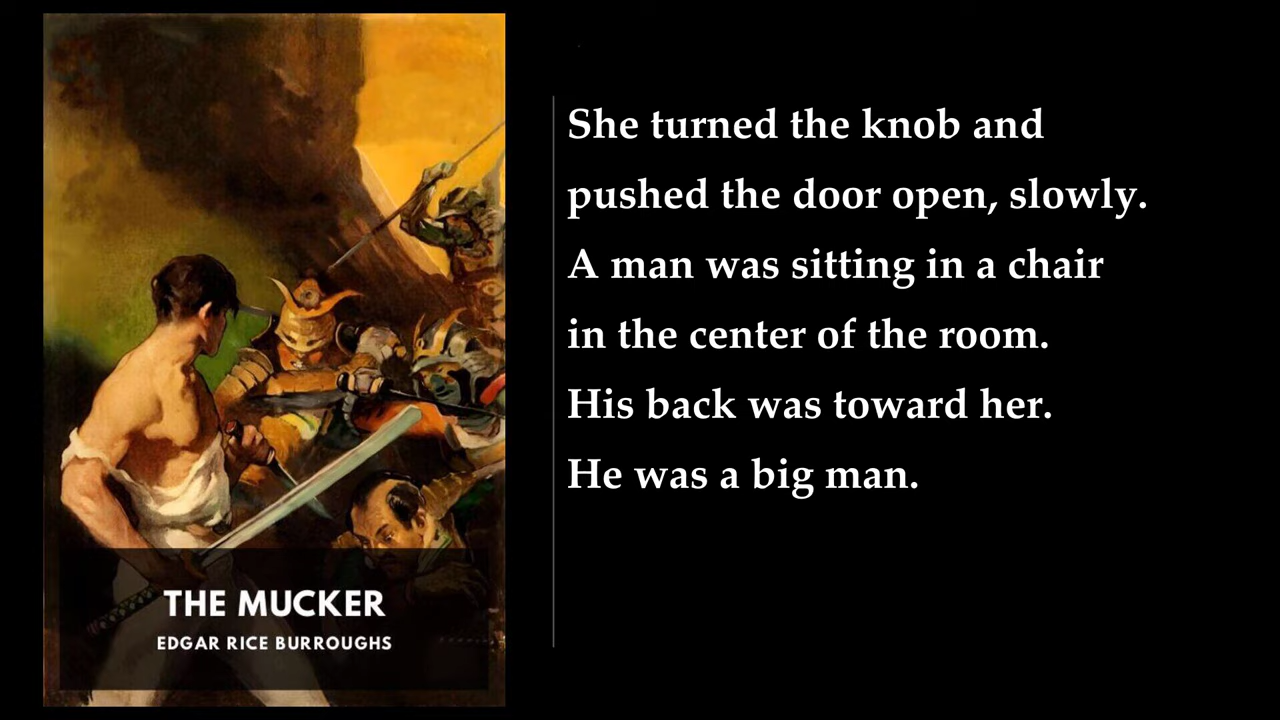 THE MUCKER
EDGAR RICE BURROUGHS
She turned the knob and
pushed the door open, slowly.
A man was sitting in a chair
in the center of the room.
His back was toward her.
He was a big man.